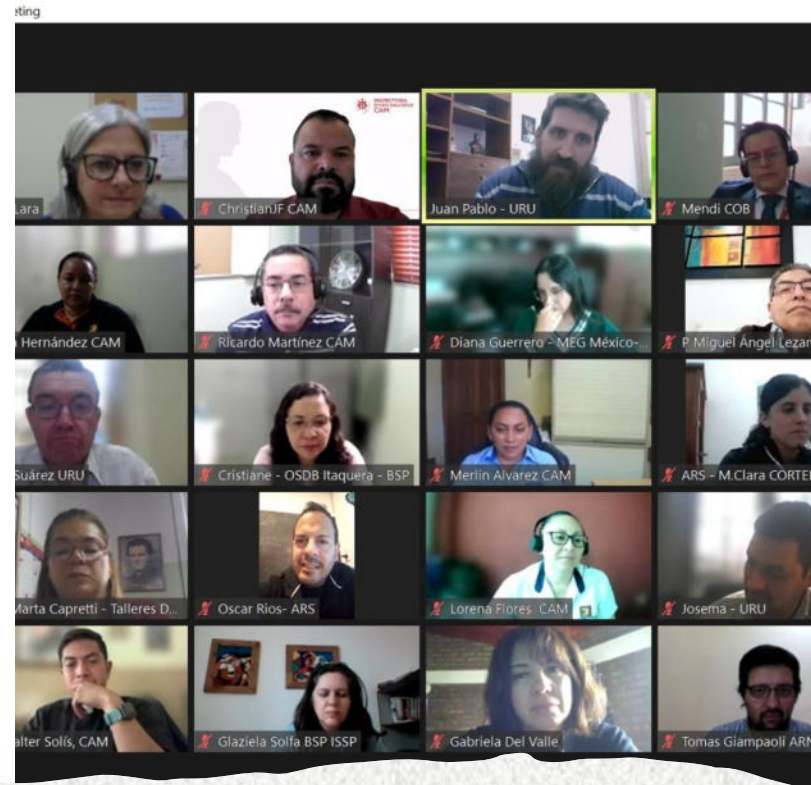 eting
Lara
CAM
ChristianJF CAM
Juan Pablo - URU
Mendi COB
Hernández CAM
Ricardo Martínez CAM
Diana Guerrero - MEG México-...
P Miguel Ángel Lezam
Suárez URU
Cristiane - OSDB Itaquera - BSP
Merlin Alvarez CAM
ARS - M.Clara CORTE
Marta Capretti - Talleres D...
Oscar Rios- ARS
Lorena Flores CAM
Josema - URU
alter Solís, CAM
Glaziela Solfa BSP ISSP
Gabriela Del Valle
Tomas Giampaoli ARN